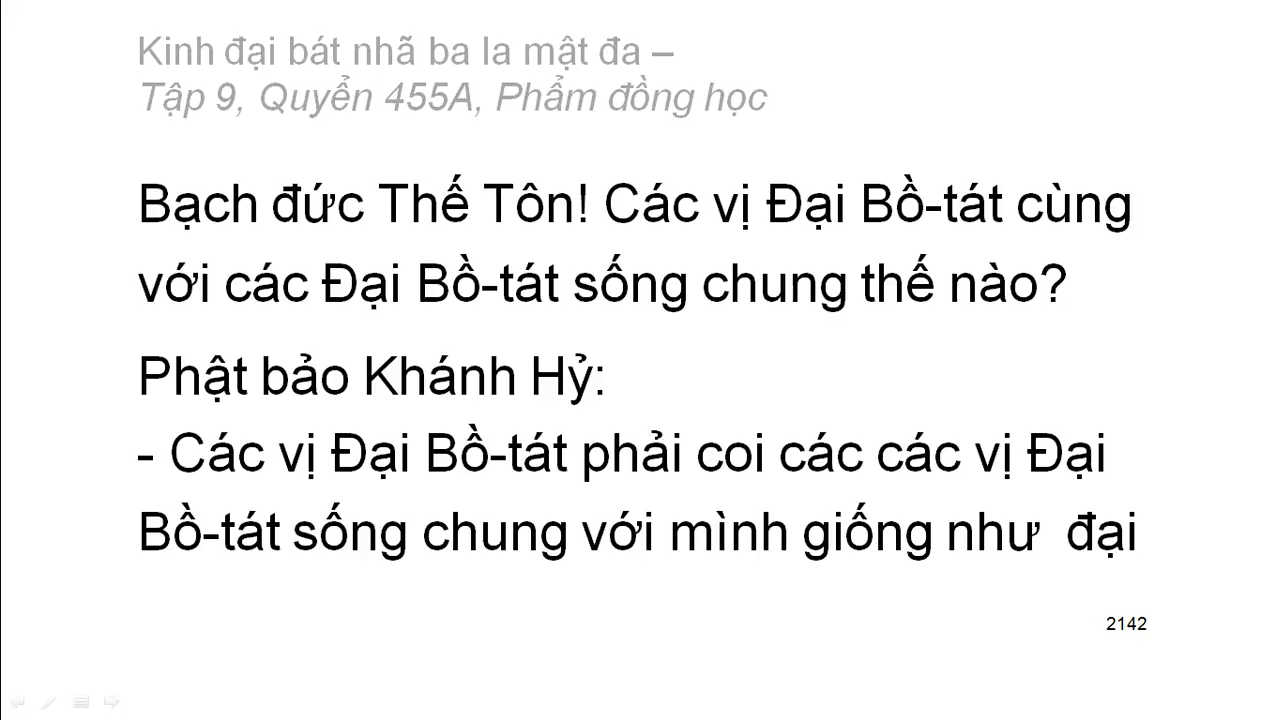 Kinh đại bát nhã ba la mật đa –
Tập 9, Quyển 455A, Phẩm đồng học
Bạch đức Thế Tôn! Các vị Đại Bồ-tát cùng
với các Đại Bồ-tát sống chung thế nào?
Phật bảo Khánh Hỷ:
- Các vị Đại Bồ-tát phải coi các các vị Đại
Bồ-tát sống chung với mình giống như  đại
2142